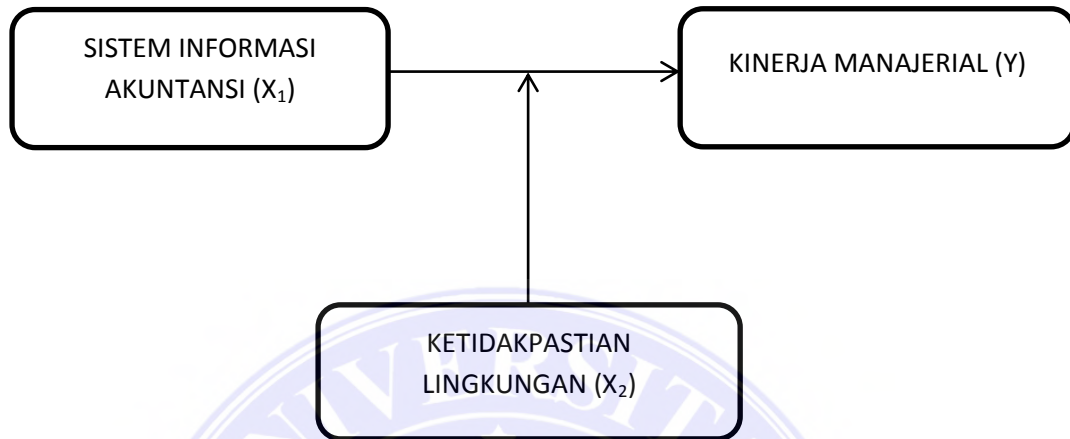 SISTEM INFORMASI
AKUNTANSI (X₁)
KINERJA MANAJERIAL (Y)
KETIDAKPASTIAN
LINGKUNGAN (X₂)